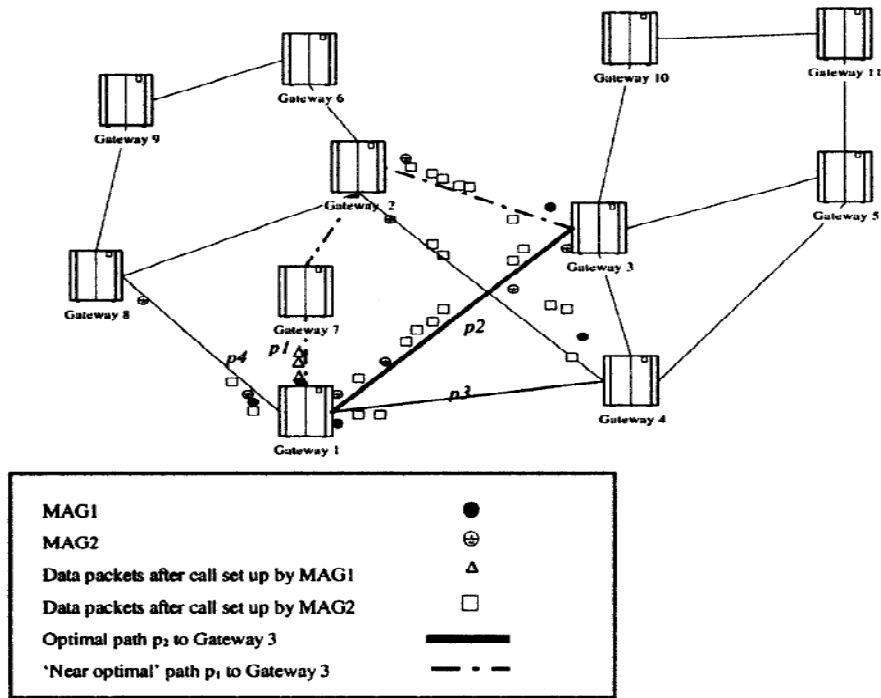 Gateway 10
Gateway 11
Gateway 6
Gateway 9
Gateway 2
Gateway 5
Gateway 3
Gateway 8
Gateway 7
p2
p4
p1
p3
Gateway 4
Gateway 1
MAG1
MAG2
Data packets after call set up by MAG1
Data packets after call set up by MAG2
Optimal path p₂ to Gateway 3
‘Near optimal’ path p₁ to Gateway 3